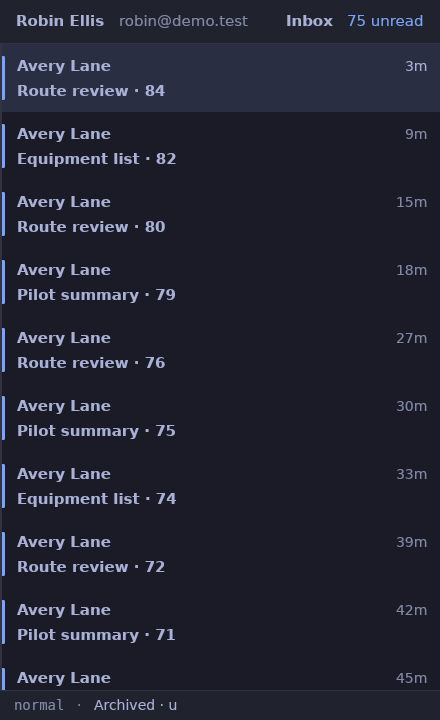 Robin Ellis robin@demo.test Inbox 75 unread
Avery Lane 3m
Route review · 84
Avery Lane 9m
Equipment list · 82
Avery Lane 15m
Route review · 80
Avery Lane 18m
Pilot summary · 79
Avery Lane 27m
Route review · 76
Avery Lane 30m
Pilot summary · 75
Avery Lane 33m
Equipment list · 74
Avery Lane 39m
Route review · 72
Avery Lane 42m
Pilot summary · 71
Avery Lane 45m
normal · Archived · u